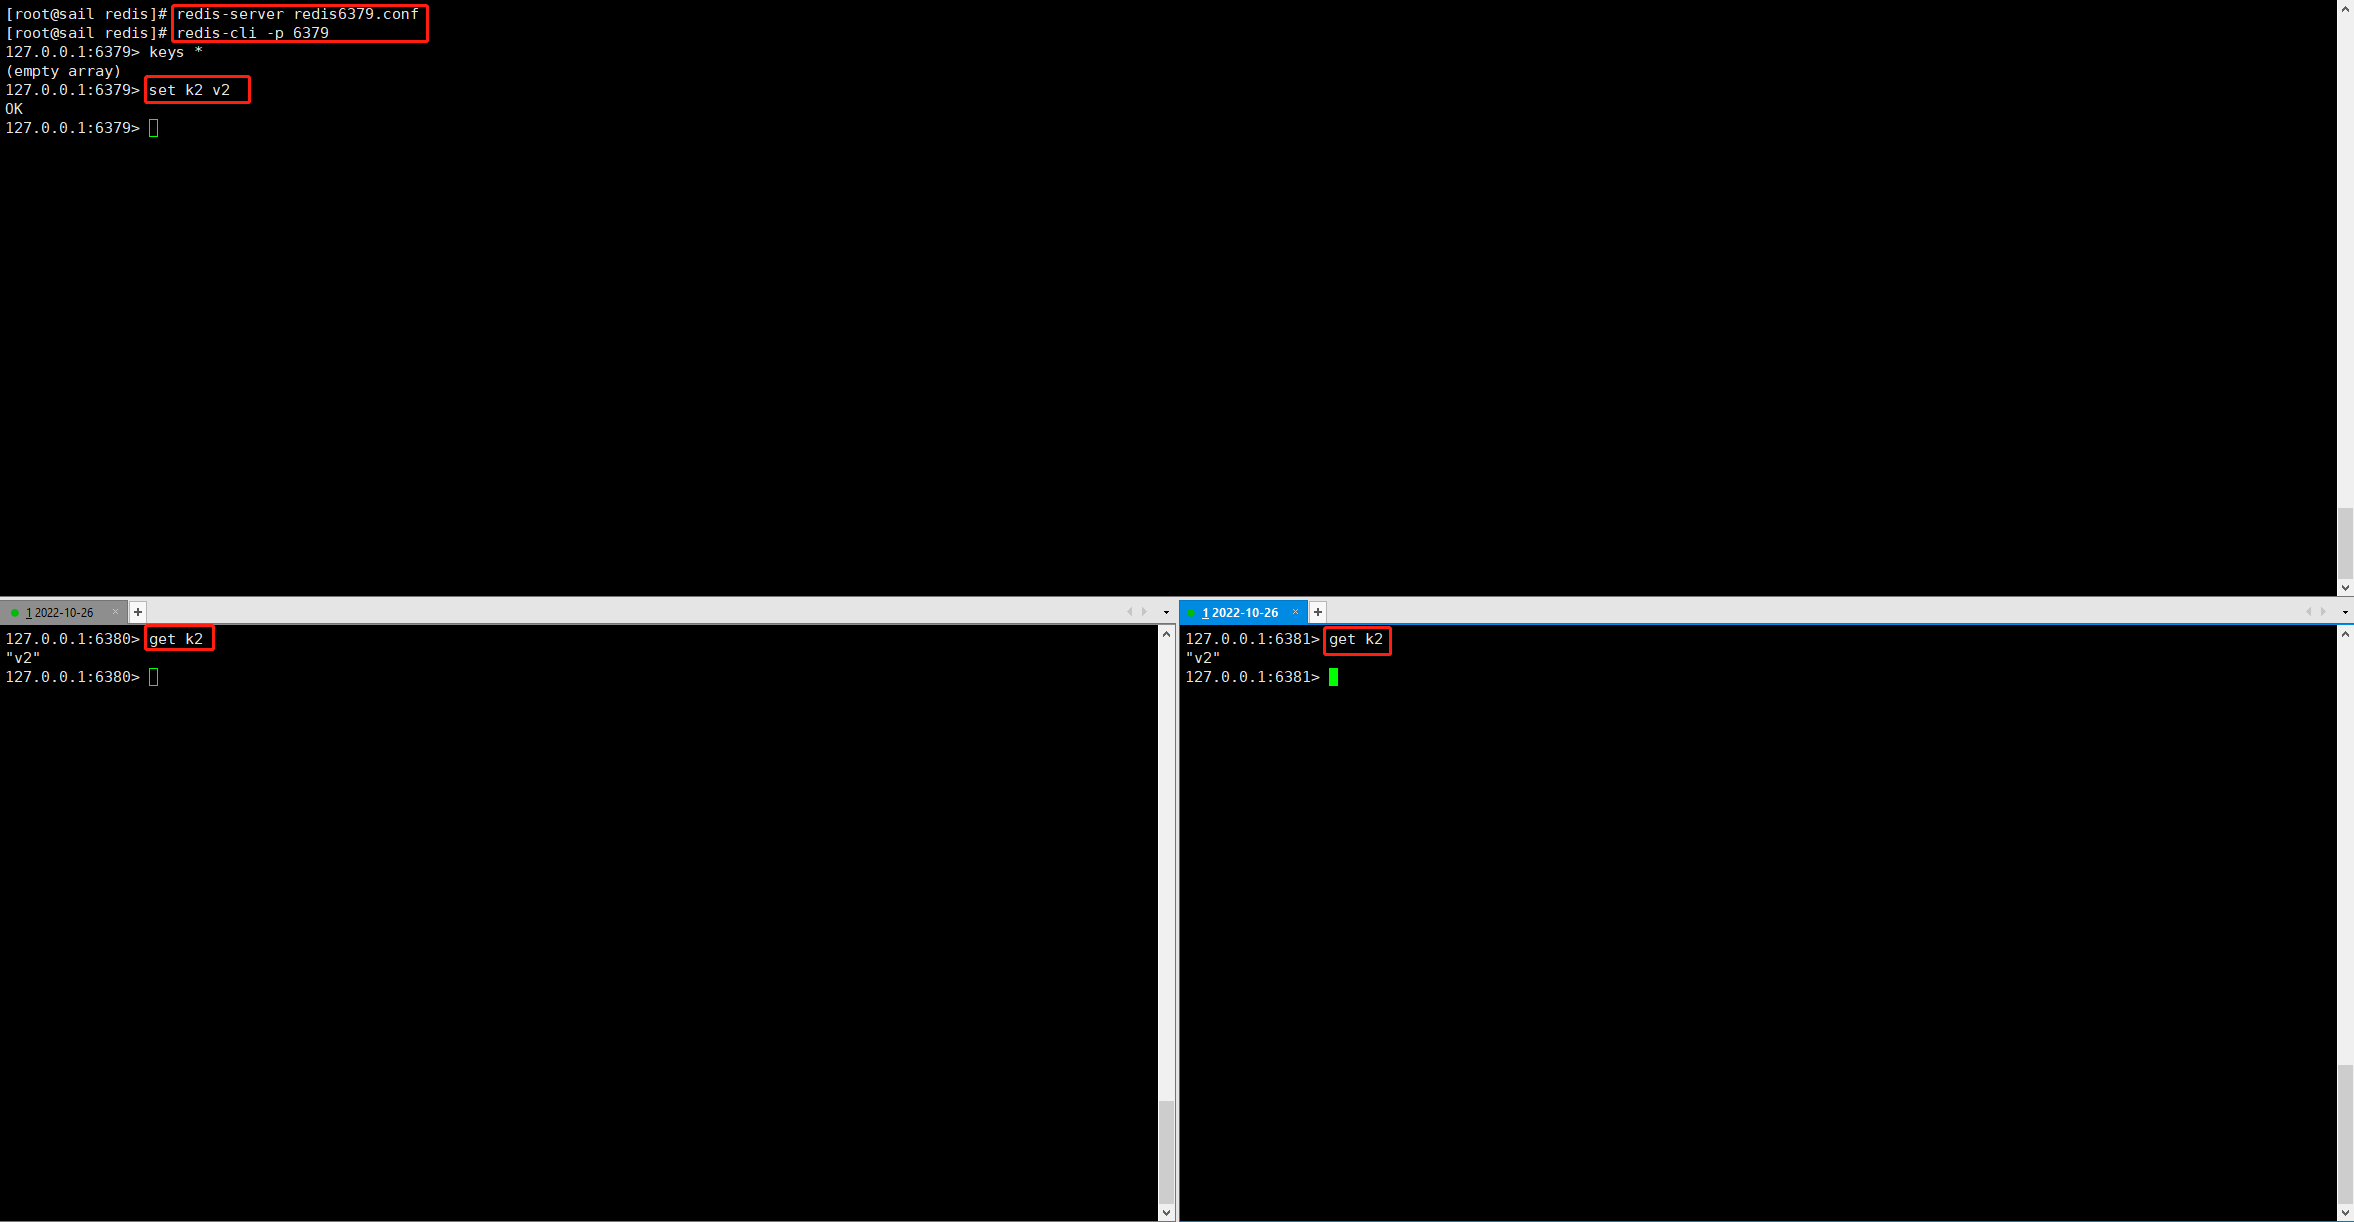 [root@sail redis]# redis-server redis6379.conf
[root@sail redis]# redis-cli -p 6379
127.0.0.1:6379> keys *
(empty array)
127.0.0.1:6379> set k2 v2
OK
127.0.0.1:6379>
1 2022-10-26 × +
127.0.0.1:6380> get k2
"v2"
127.0.0.1:6380>
1 2022-10-26 × +
127.0.0.1:6381> get k2
"v2"
127.0.0.1:6381>